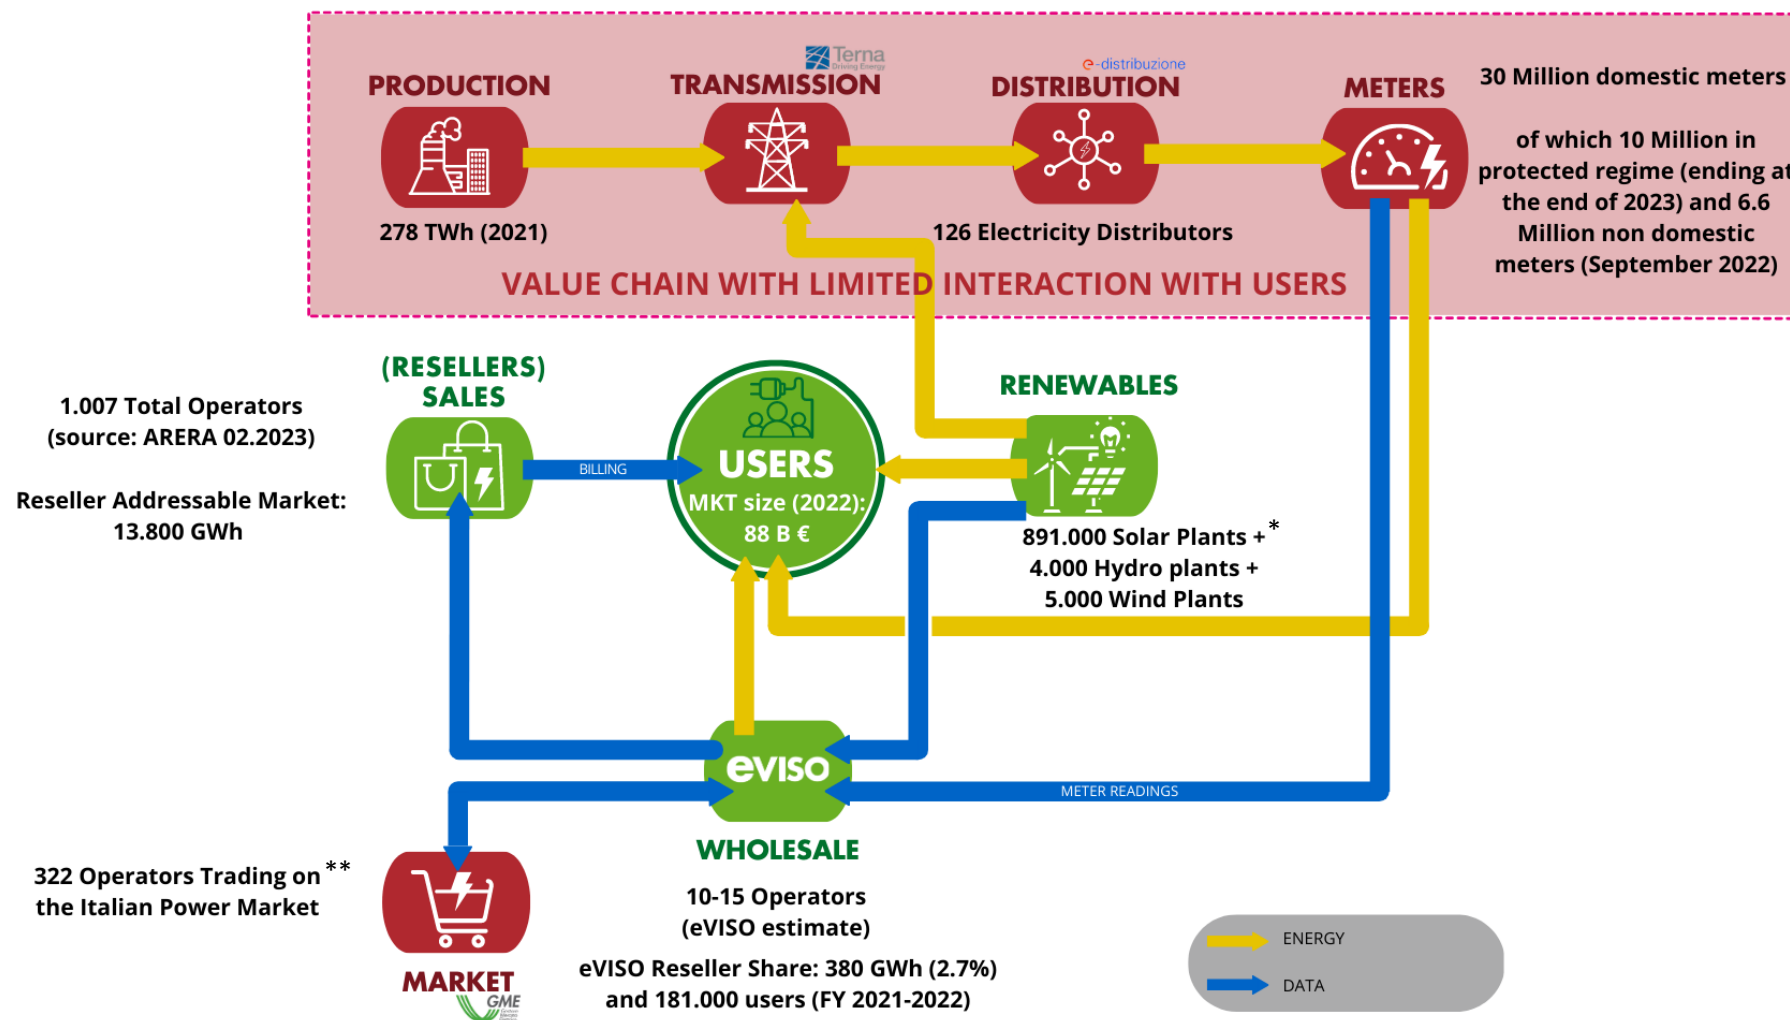 Terna
Driving Energy
e-distribuzione
PRODUCTION
TRANSMISSION
DISTRIBUTION
METERS
278 TWh (2021)
126 Electricity Distributors
30 Million domestic meters
of which 10 Million in
protected regime (ending at
the end of 2023) and 6.6
Million non domestic
meters (September 2022)
VALUE CHAIN WITH LIMITED INTERACTION WITH USERS
(RESELLERS)
SALES
1.007 Total Operators
(source: ARERA 02.2023)
Reseller Addressable Market:
13.800 GWh
BILLING
USERS
MKT size (2022):
88 B €
RENEWABLES
891.000 Solar Plants +*
4.000 Hydro plants +
5.000 Wind Plants
eVISO
METER READINGS
WHOLESALE
10-15 Operators
(eVISO estimate)
eVISO Reseller Share: 380 GWh (2.7%)
and 181.000 users (FY 2021-2022)
322 Operators Trading on **
the Italian Power Market
MARKET
GME
ENERGY
DATA